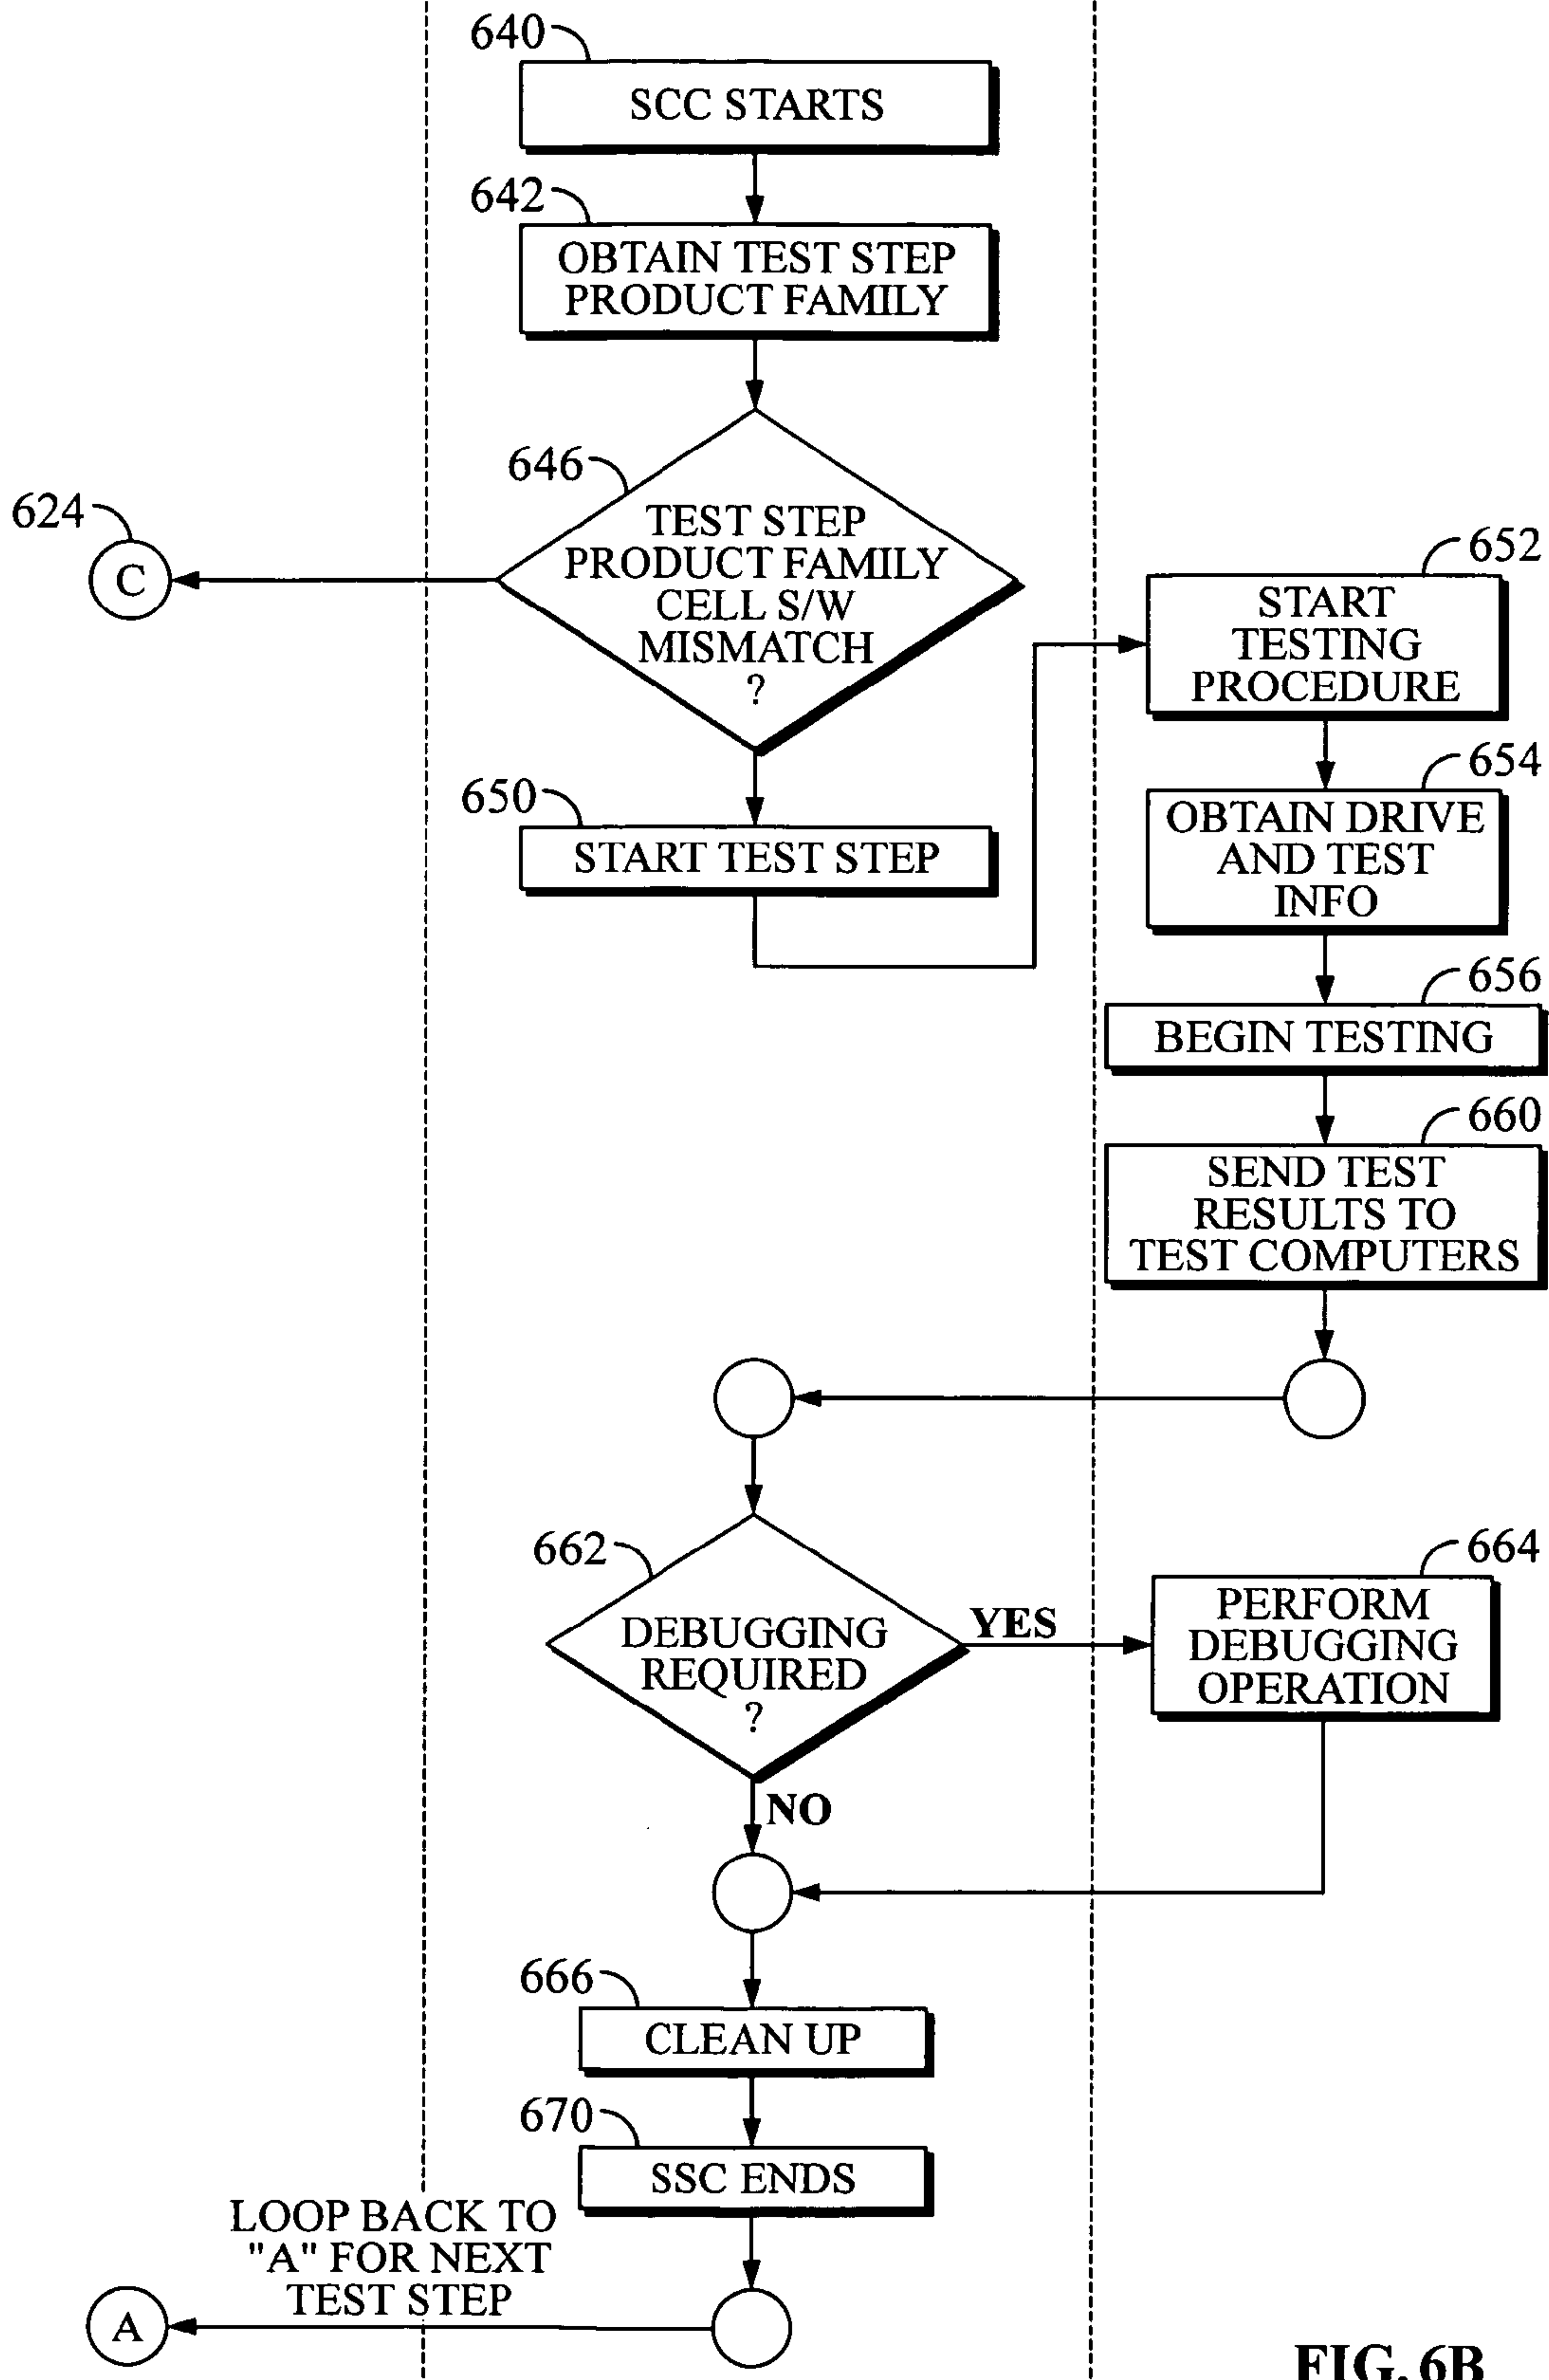 640
SCC STARTS
642
OBTAIN TEST STEP
PRODUCT FAMILY
646
TEST STEP
PRODUCT FAMILY
CELL S/W
MISMATCH
?
624
C
650
START TEST STEP
652
START
TESTING
PROCEDURE
654
OBTAIN DRIVE
AND TEST
INFO
656
BEGIN TESTING
660
SEND TEST
RESULTS TO
TEST COMPUTERS
662
DEBUGGING
REQUIRED
?
YES
NO
664
PERFORM
DEBUGGING
OPERATION
666
CLEAN UP
670
SSC ENDS
LOOP BACK TO
"A" FOR NEXT
TEST STEP
A
FIG. 6B